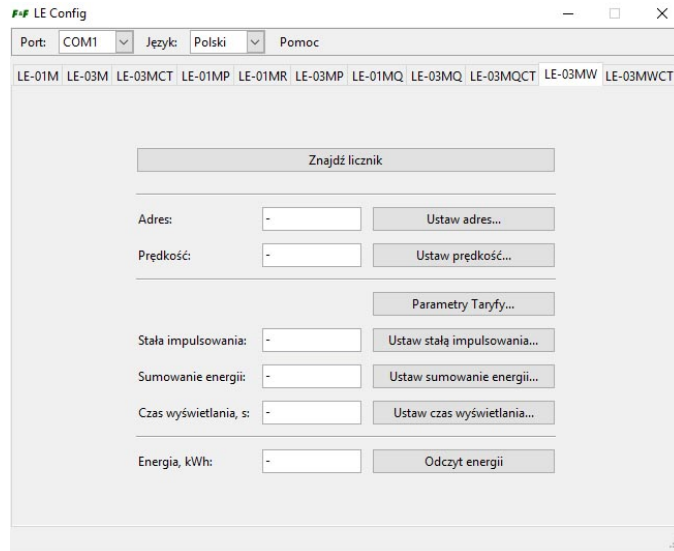 F&F LE Config
Port: COM1 Język: Polski Pomoc
LE-01M LE-03M LE-03MCT LE-01MP LE-01MR LE-03MP LE-01MQ LE-03MQ LE-03MQCT LE-03MW LE-03MWCT
Znajdź licznik
Adres: - Ustaw adres...
Prędkość: - Ustaw prędkość...
Parametry Taryfy...
Stała impulsowania: - Ustaw stałą impulsowania...
Sumowanie energii: - Ustaw sumowanie energii...
Czas wyświetlania, s: - Ustaw czas wyświetlania...
Energia, kWh: - Odczyt energii